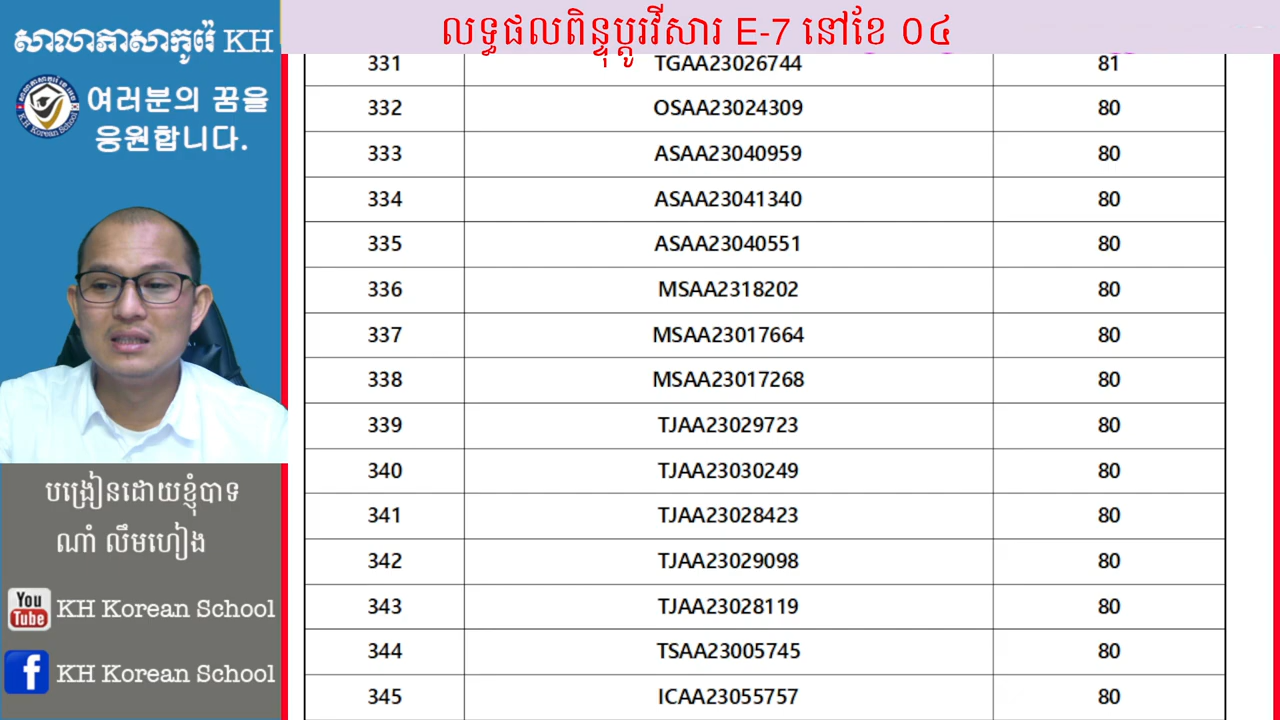 លទ្ធផលពិន្ទុប្តូរវីសារ E-7 នៅខែ ០៤
សាលាភាសាកូរ៉េ KH
KH Korean School
여러분의 꿈을
응원합니다.
331 TGAA23026744 81
332 OSAA23024309 80
333 ASAA23040959 80
334 ASAA23041340 80
335 ASAA23040551 80
336 MSAA2318202 80
337 MSAA23017664 80
338 MSAA23017268 80
339 TJAA23029723 80
340 TJAA23030249 80
341 TJAA23028423 80
342 TJAA23029098 80
343 TJAA23028119 80
344 TSAA23005745 80
345 ICAA23055757 80
បង្រៀនដោយខ្ញុំបាទ
ណាំ លឹមហៀង
You Tube KH Korean School
f KH Korean School